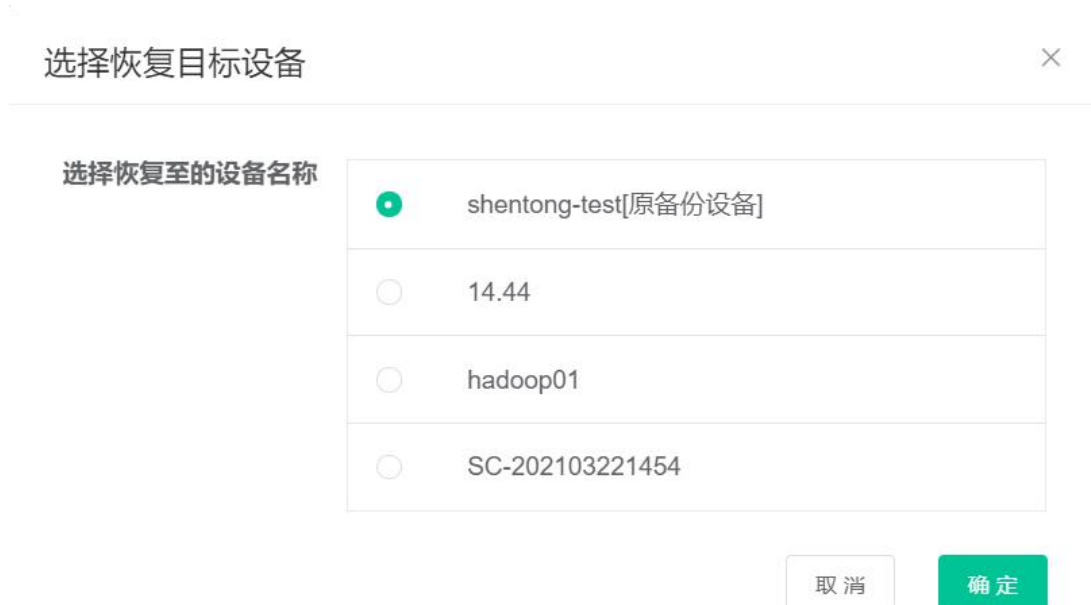 选择恢复目标设备
选择恢复至的设备名称
shentong-test[原备份设备]
14.44
hadoop01
SC-202103221454
取消
确定